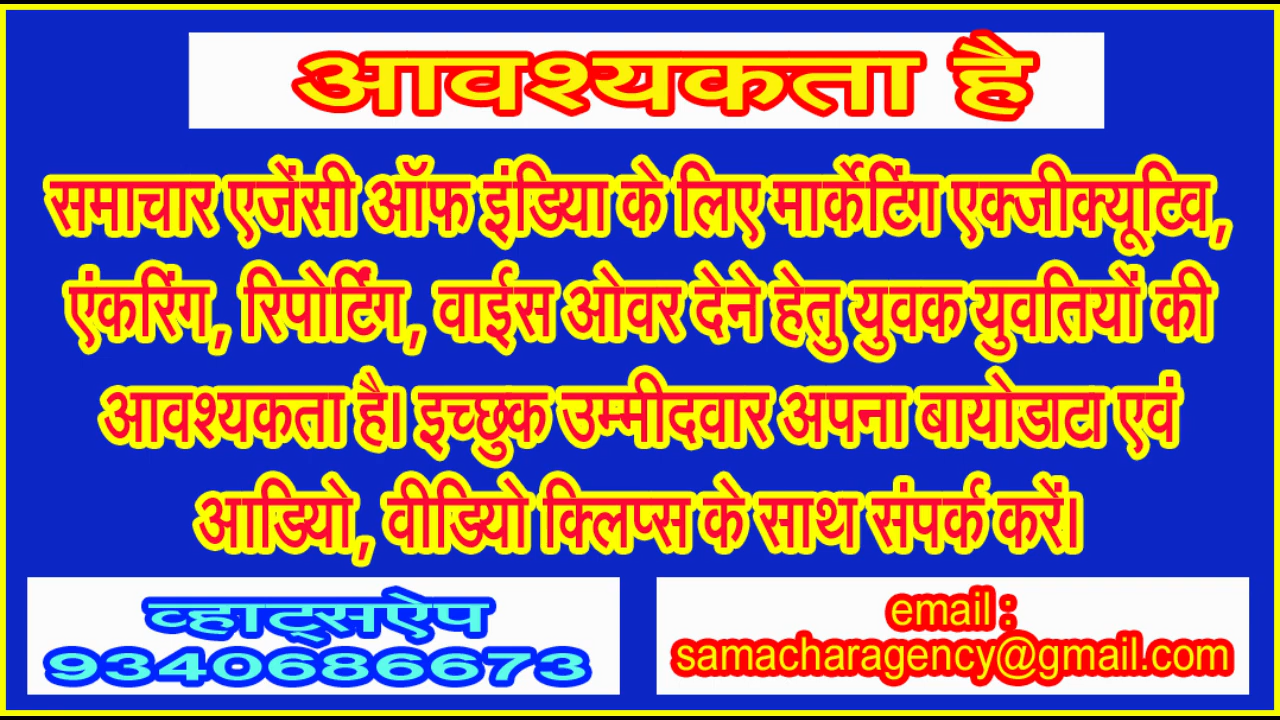 आवश्यकता है
समाचार एजेंसी ऑफ इंडिया के लिए मार्केटिंग एक्जीक्यूटिव,
एंकरिंग, रिपोर्टिंग, वाईस ओवर देने हेतु युवक युवतियों की
आवश्यकता है। इच्छुक उम्मीदवार अपना बायोडाटा एवं
आडियो, वीडियो क्लिप्स के साथ संपर्क करें।
व्हाट्सऐप
9340686673
email :
samacharagency@gmail.com